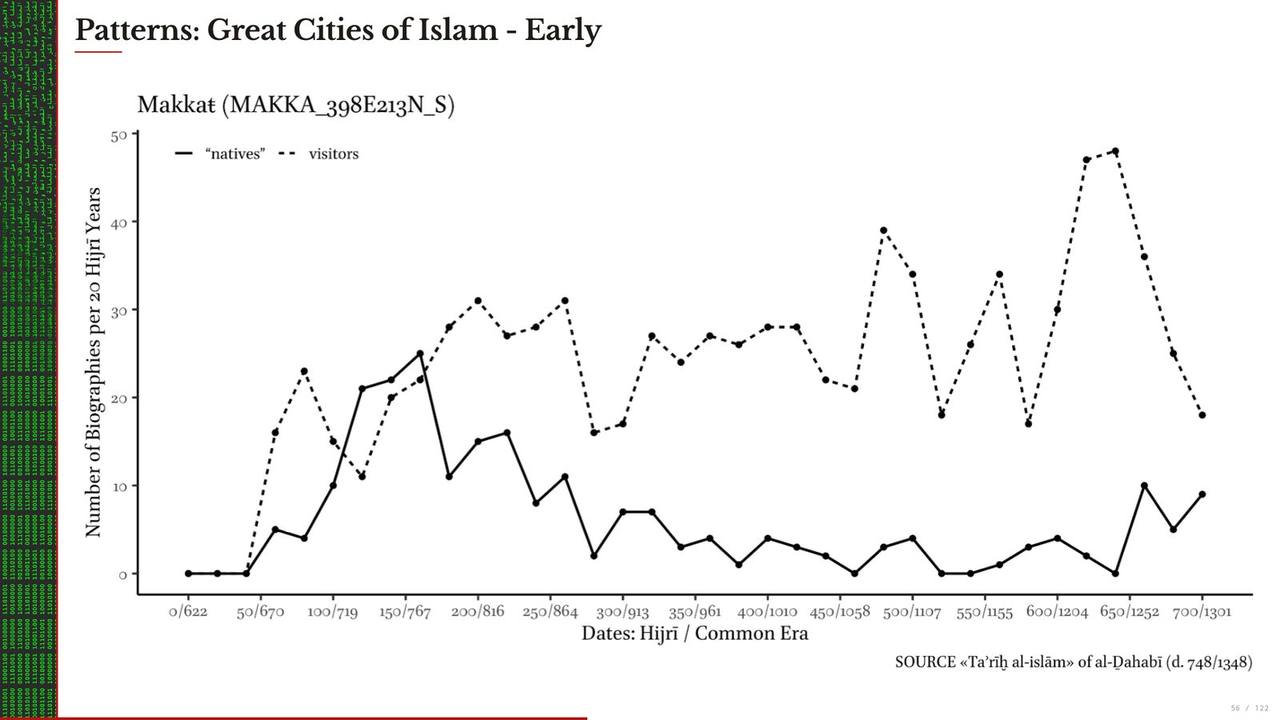 Patterns: Great Cities of Islam - Early
Makkaŧ (MAKKA_398E213N_S)
"natives" visitors
Number of Biographies per 20 Hijrī Years
50
40
30
20
10
0
0/622 50/670 100/719 150/767 200/816 250/864 300/913 350/961 400/1010 450/1058 500/1107 550/1155 600/1204 650/1252 700/1301
Dates: Hijrī / Common Era
SOURCE «Taʾrīḫ al-islām» of al-Ḏahabī (d. 748/1348)
56 / 122